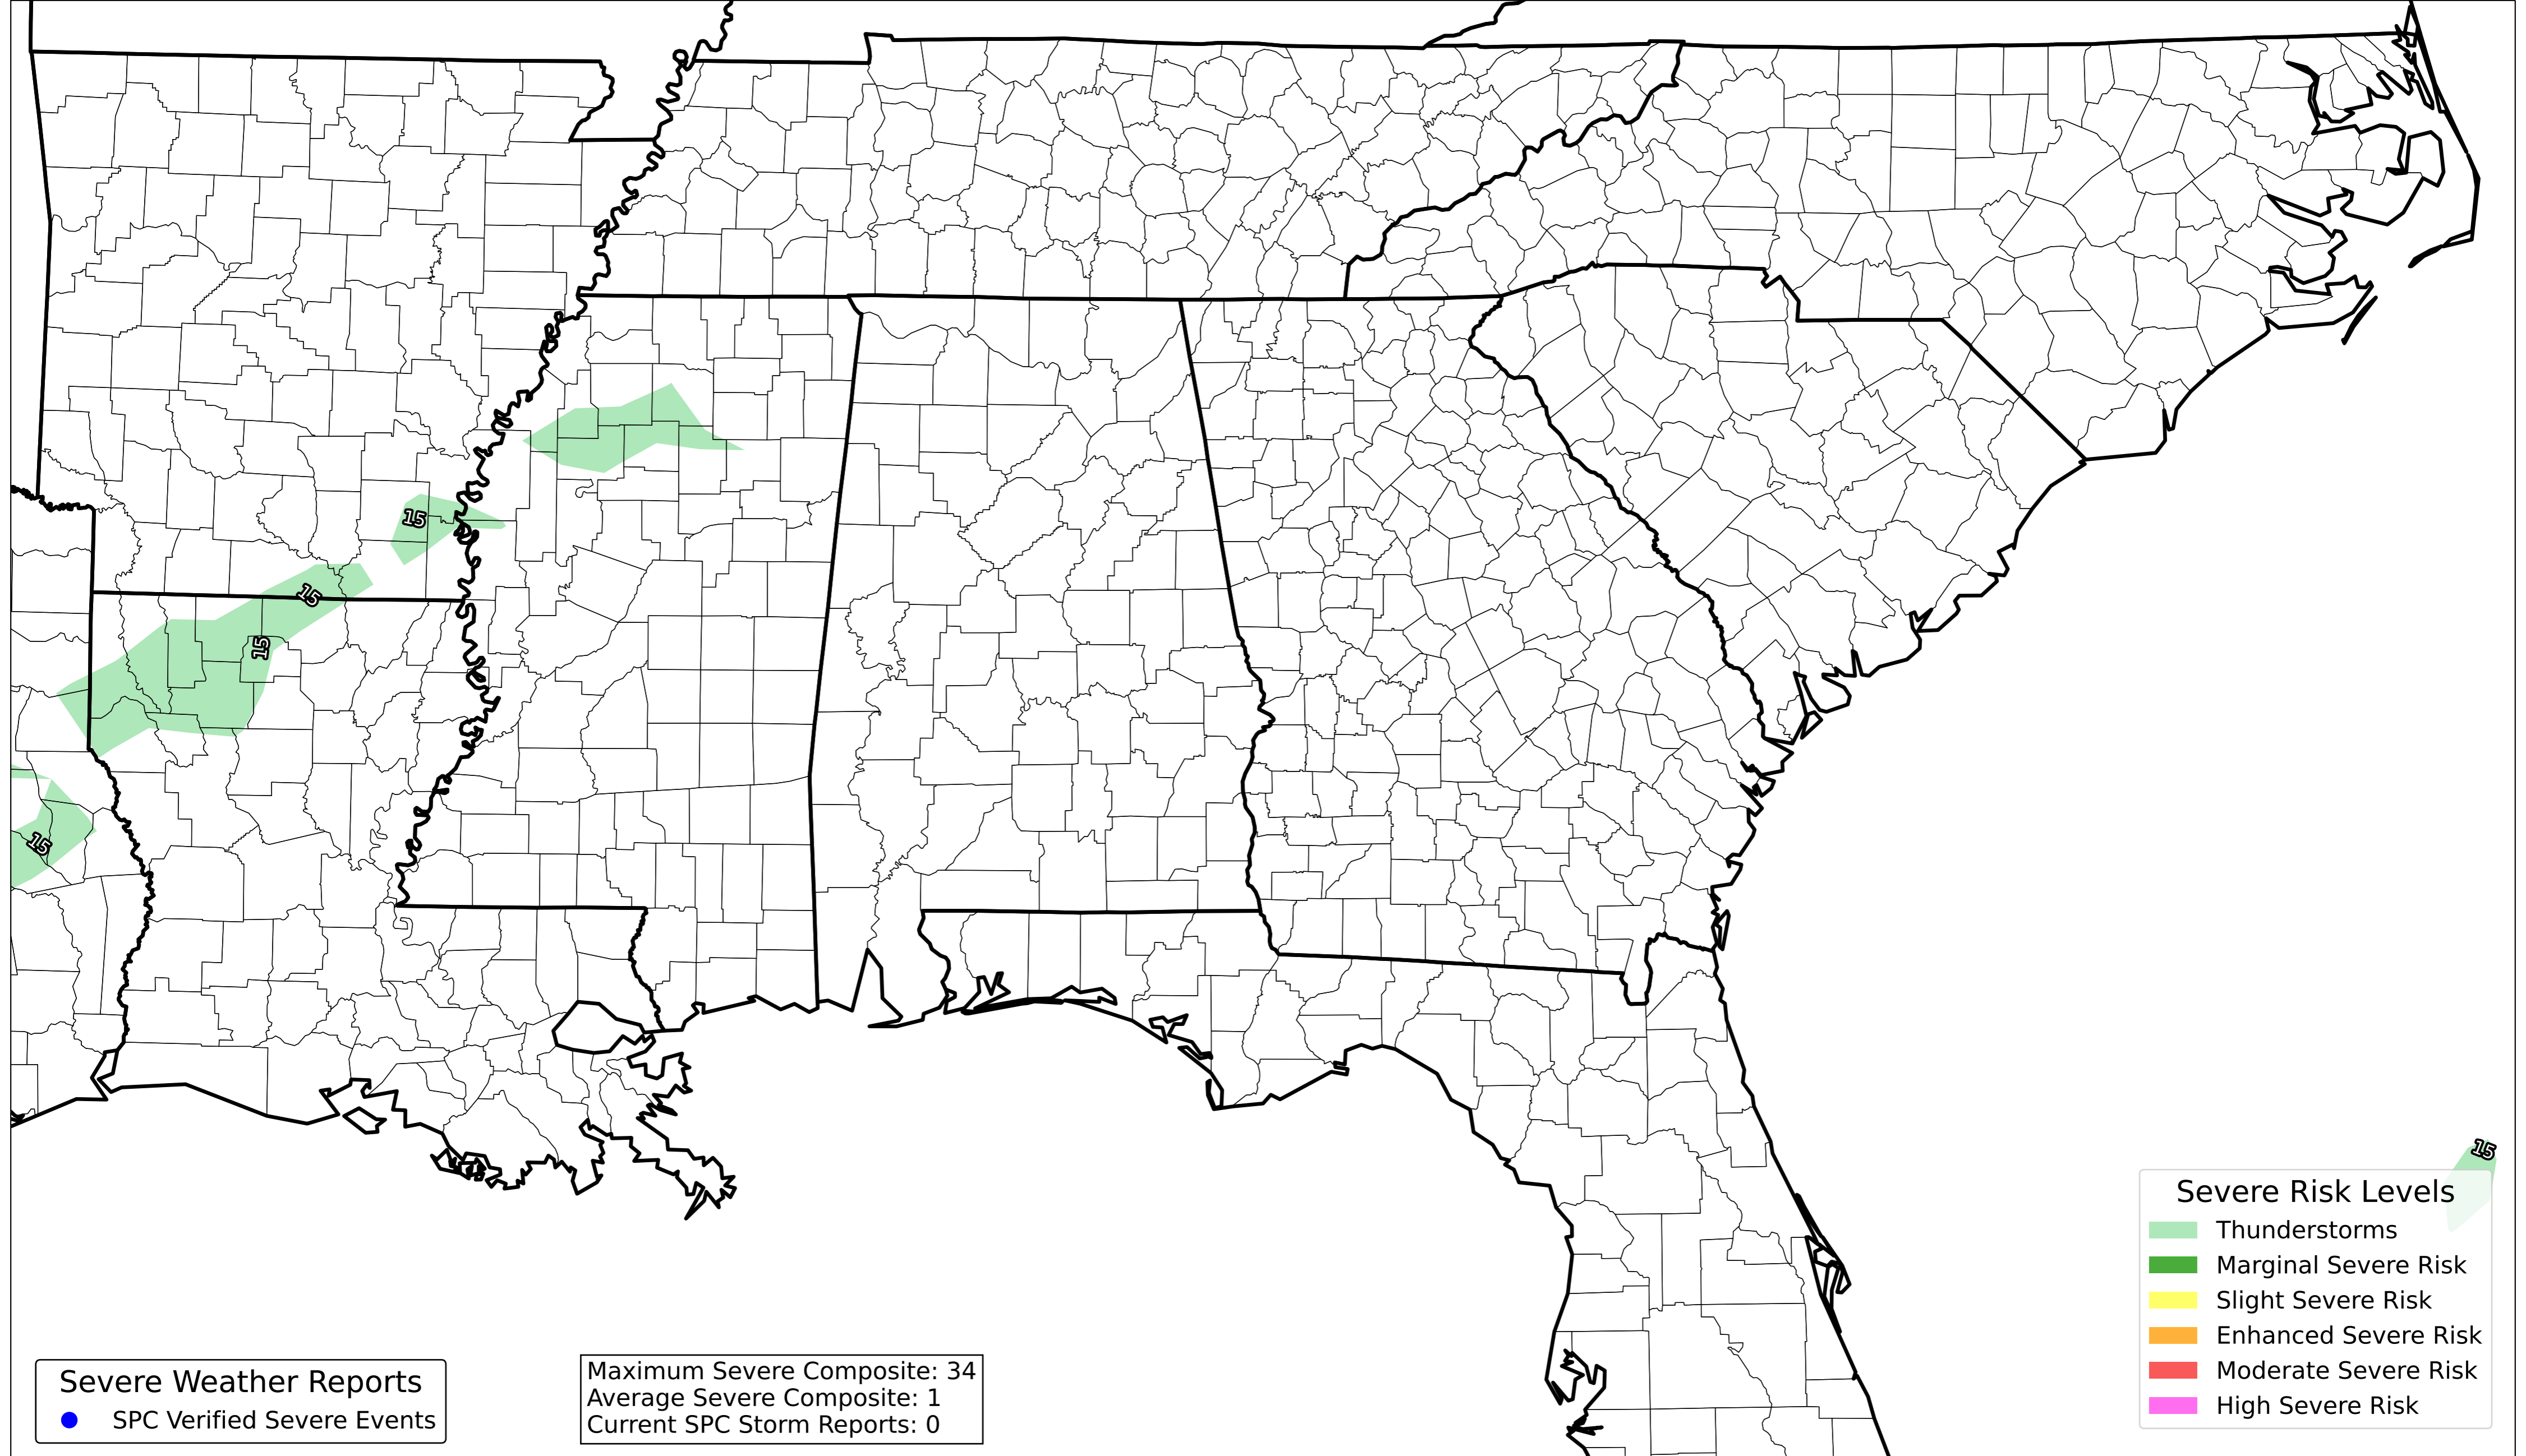 15
15
15
15
15
Severe Risk Levels
Thunderstorms
Marginal Severe Risk
Slight Severe Risk
Enhanced Severe Risk
Moderate Severe Risk
High Severe Risk
Severe Weather Reports
SPC Verified Severe Events
Maximum Severe Composite: 34
Average Severe Composite: 1
Current SPC Storm Reports: 0